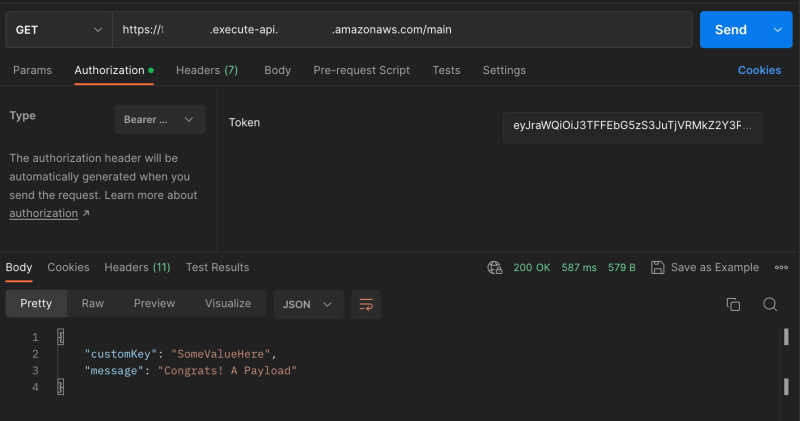 GET https:// .execute-api. .amazonaws.com/main Send
Params Authorization Headers (7) Body Pre-request Script Tests Settings Cookies
Type Bearer ...
Token eyJraWQiOiJ3TFFEbG5zS3JuTjVRMkZ2Y3F...
The authorization header will be
automatically generated when you
send the request. Learn more about
authorization ↗
Body Cookies Headers (11) Test Results 200 OK 587 ms 579 B Save as Example
Pretty Raw Preview Visualize JSON
1 {
2 "customKey": "SomeValueHere",
3 "message": "Congrats! A Payload"
4 }